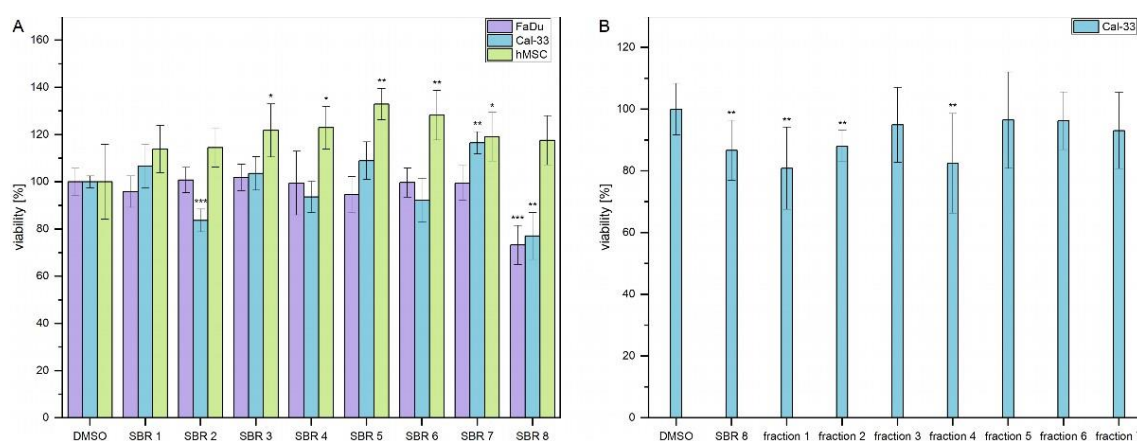 A
FaDu
Cal-33
hMSC
160
140
120
100
80
60
40
20
0
viability [%]
***
*
*
**
**
**
*
***
**
DMSO SBR 1 SBR 2 SBR 3 SBR 4 SBR 5 SBR 6 SBR 7 SBR 8
B
Cal-33
120
100
80
60
40
20
0
viability [%]
**
**
**
**
DMSO SBR 8 fraction 1 fraction 2 fraction 3 fraction 4 fraction 5 fraction 6 fraction